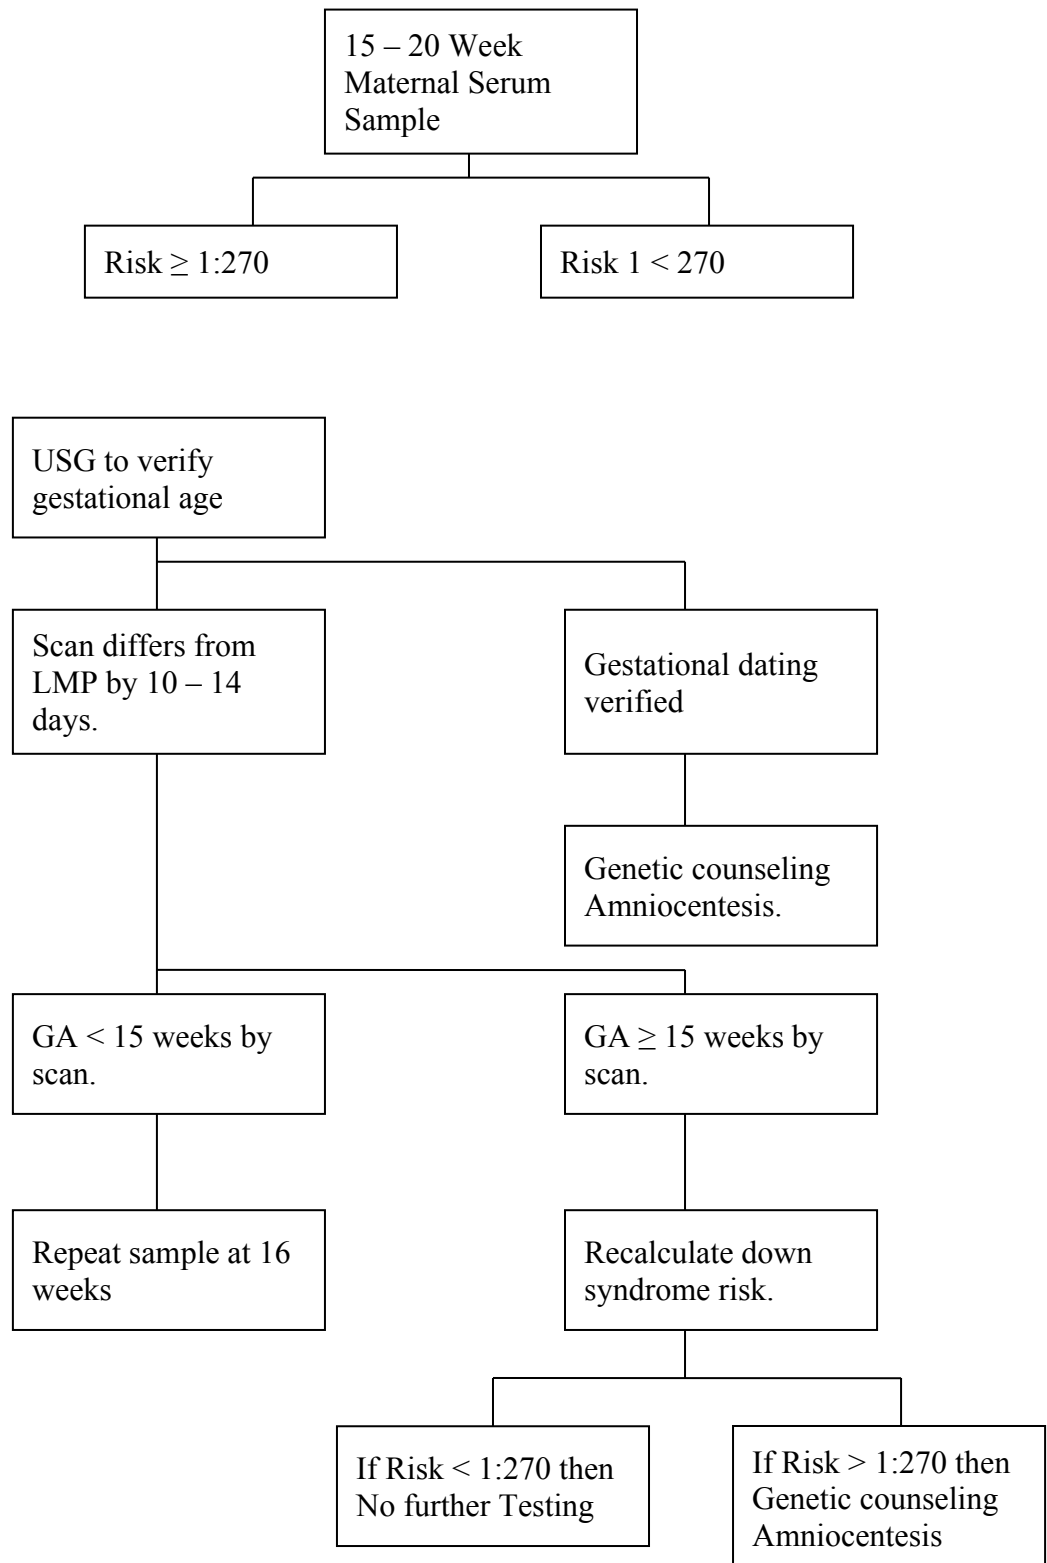 15 – 20 Week
Maternal Serum
Sample
Risk ≥ 1:270
Risk 1 < 270
USG to verify
gestational age
Scan differs from
LMP by 10 – 14
days.
Gestational dating
verified
Genetic counseling
Amniocentesis.
GA < 15 weeks by
scan.
GA ≥ 15 weeks by
scan.
Repeat sample at 16
weeks
Recalculate down
syndrome risk.
If Risk < 1:270 then
No further Testing
If Risk > 1:270 then
Genetic counseling
Amniocentesis